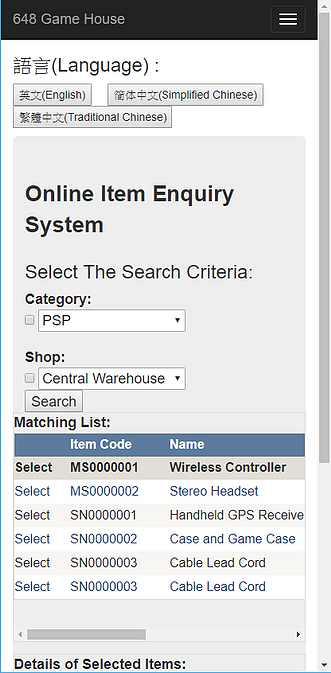 648 Game House
語言(Language) :
英文(English) 简体中文(Simplified Chinese)
繁體中文(Traditional Chinese)
Online Item Enquiry
System
Select The Search Criteria:
Category:
PSP
Shop:
Central Warehouse
Search
Matching List:
Item Code Name
Select MS0000001 Wireless Controller
Select MS0000002 Stereo Headset
Select SN0000001 Handheld GPS Receive
Select SN0000002 Case and Game Case
Select SN0000003 Cable Lead Cord
Select SN0000003 Cable Lead Cord
Details of Selected Items: